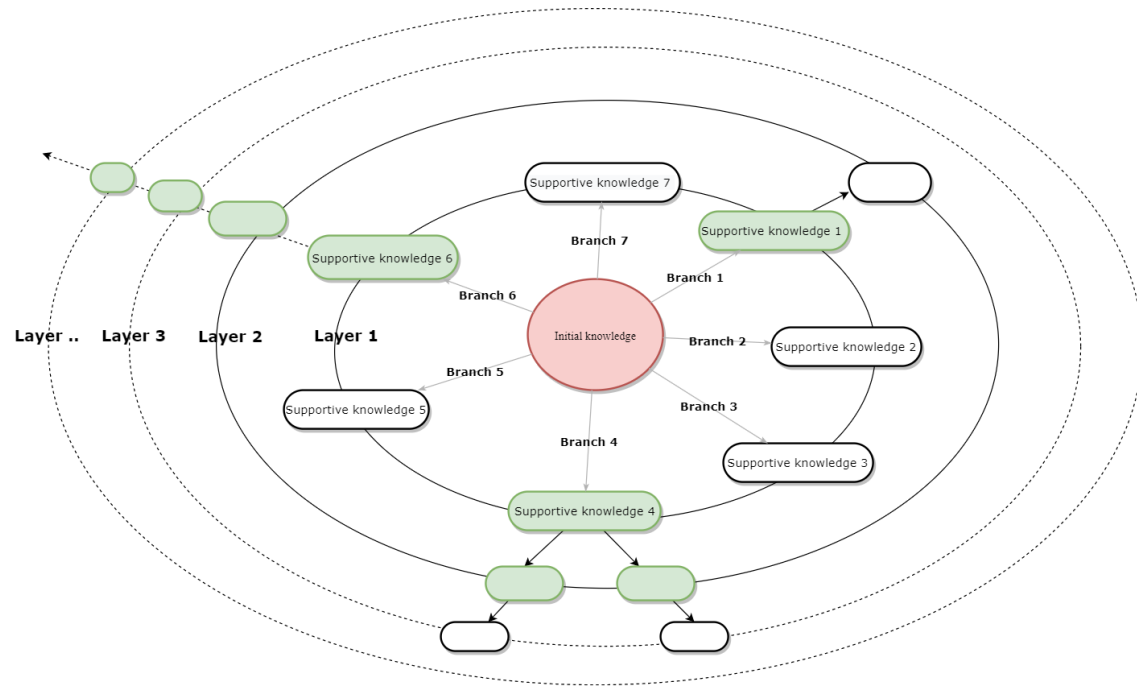 Supportive knowledge 7
Supportive knowledge 1
Branch 7
Supportive knowledge 6
Branch 1
Branch 6
Layer ..
Layer 3
Layer 2
Layer 1
Initial knowledge
Branch 2
Supportive knowledge 2
Branch 5
Branch 3
Supportive knowledge 5
Branch 4
Supportive knowledge 3
Supportive knowledge 4